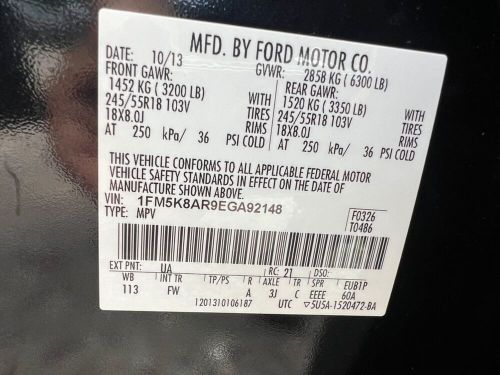 MFD. BY FORD MOTOR CO.
DATE: 10/13 GVWR: 2858 KG ( 6300 LB)
FRONT GAWR: REAR GAWR:
1452 KG ( 3200 LB) WITH 1520 KG ( 3350 LB) WITH
245/55R18 103V TIRES 245/55R18 103V TIRES
18X8.0J RIMS 18X8.0J RIMS
AT 250 kPa/ 36 PSI COLD AT 250 kPa/ 36 PSI COLD
THIS VEHICLE CONFORMS TO ALL APPLICABLE FEDERAL MOTOR
VEHICLE SAFETY STANDARDS IN EFFECT ON THE DATE OF
MANUFACTURE SHOWN ABOVE.
VIN: 1FM5K8AR9EGA92148 F0326
TYPE: MPV T0486
EXT PNT: UA RC: 21 DSO:
WB INT TR TP/PS R AXLE TR SPR EUB1P
113 FW A 3J C EEEE 60A
1201310106187 UTC 5U5A-1520472-BA